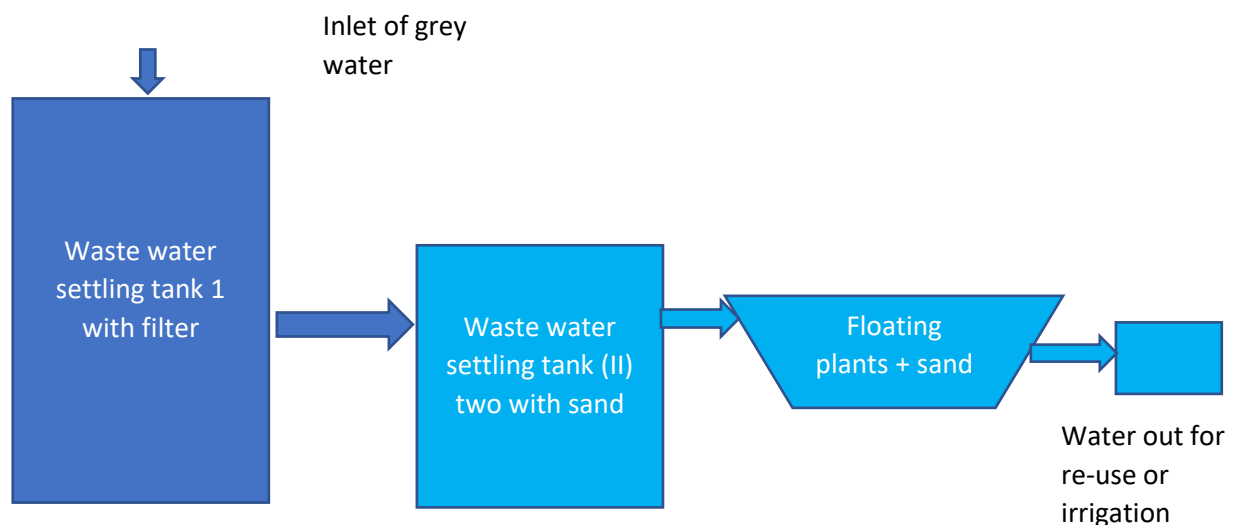 Inlet of grey
water
Waste water
settling tank 1
with filter
Waste water
settling tank (II)
two with sand
Floating
plants + sand
Water out for
re-use or
irrigation